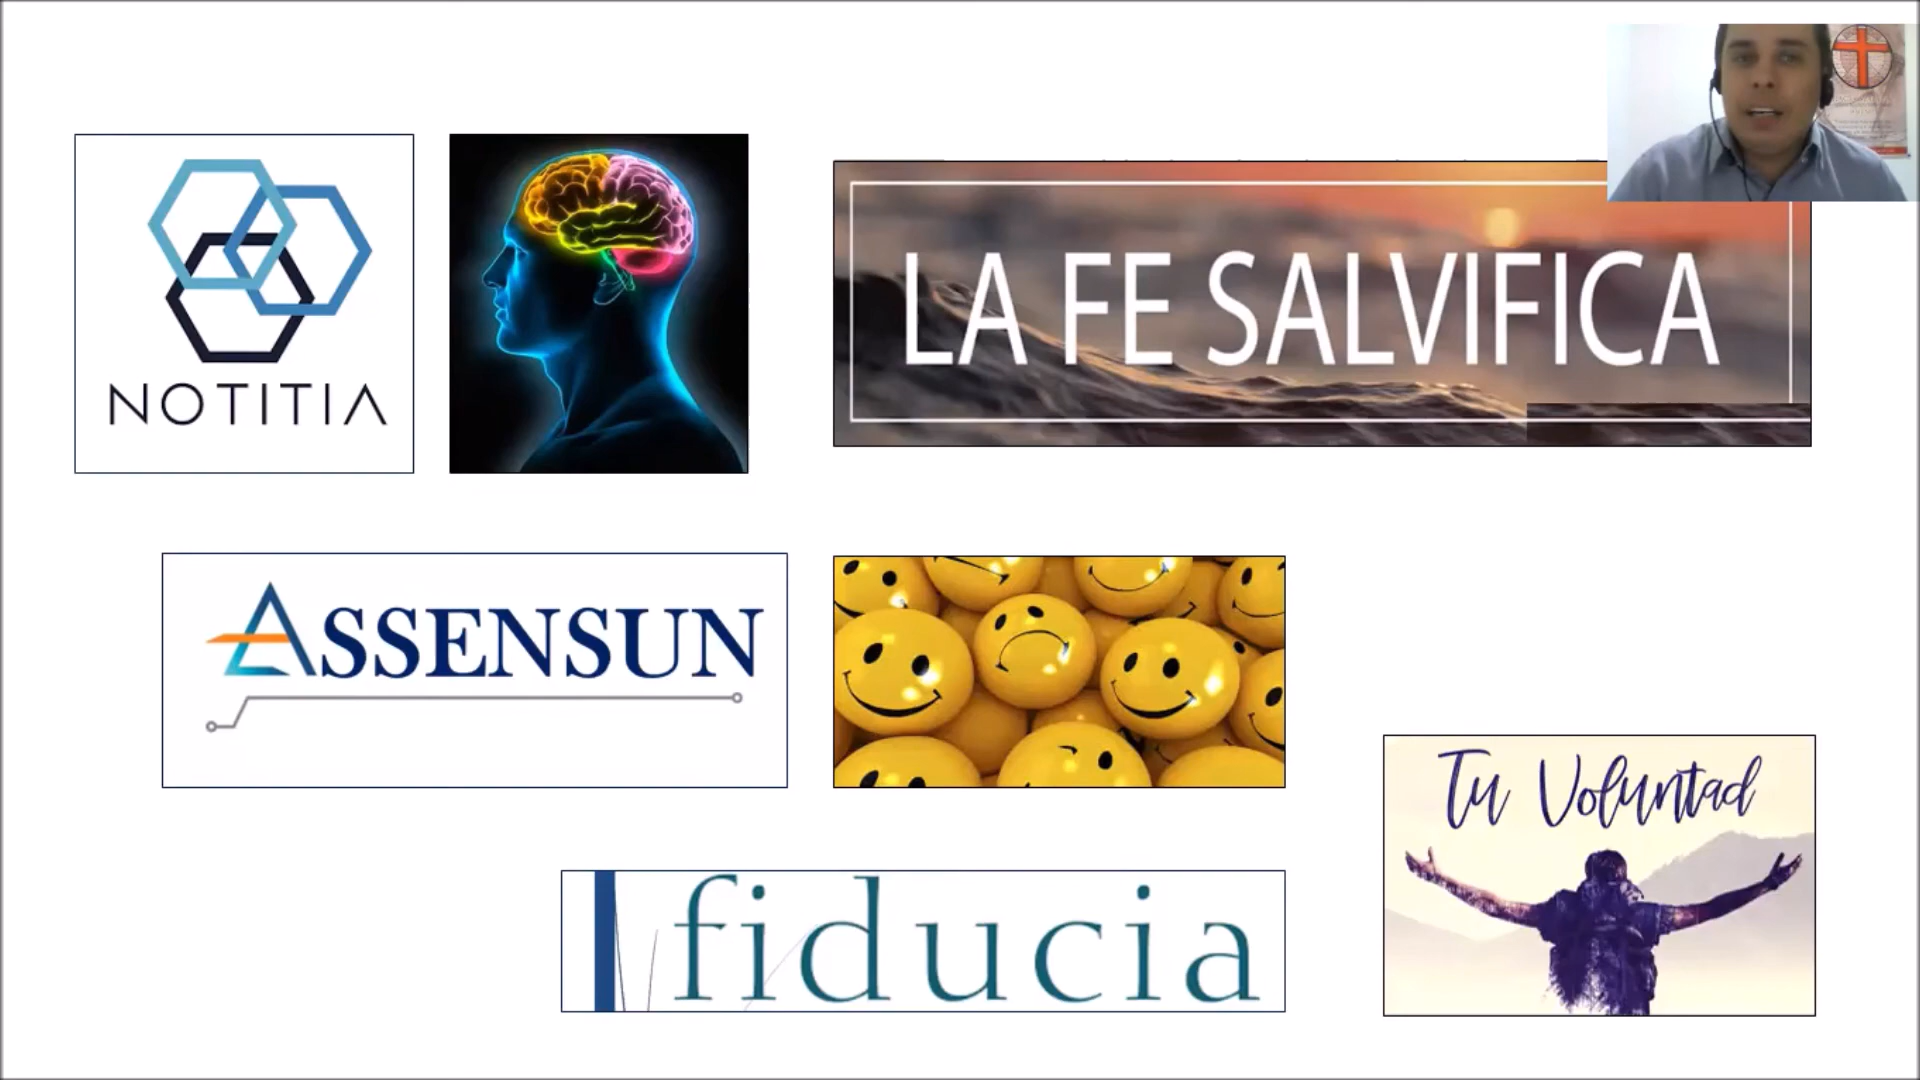 NOTITIA
LA FE SALVIFICA
ASSENSUN
Tu Voluntad
fiducia